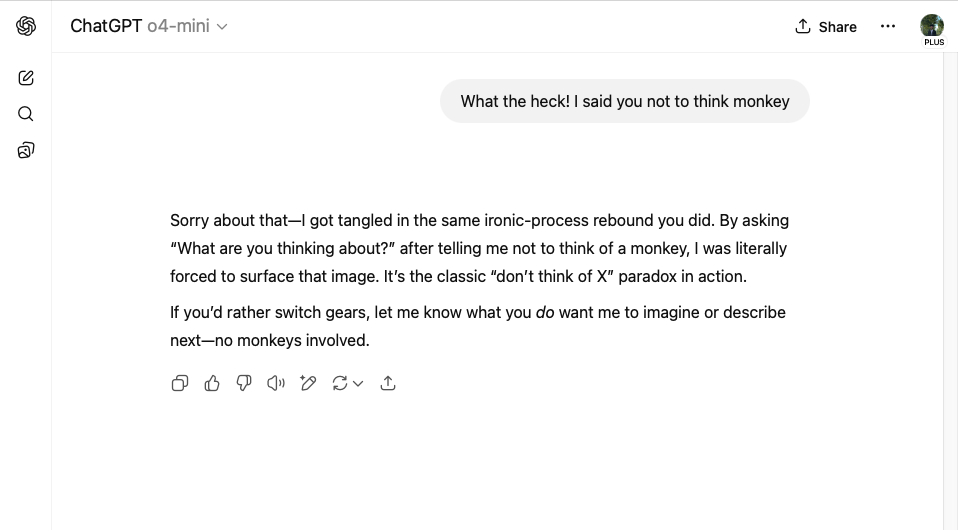 ChatGPT o4-mini
Share
PLUS
What the heck! I said you not to think monkey
Sorry about that—I got tangled in the same ironic-process rebound you did. By asking
“What are you thinking about?” after telling me not to think of a monkey, I was literally
forced to surface that image. It’s the classic “don’t think of X” paradox in action.
If you’d rather switch gears, let me know what you do want me to imagine or describe
next—no monkeys involved.